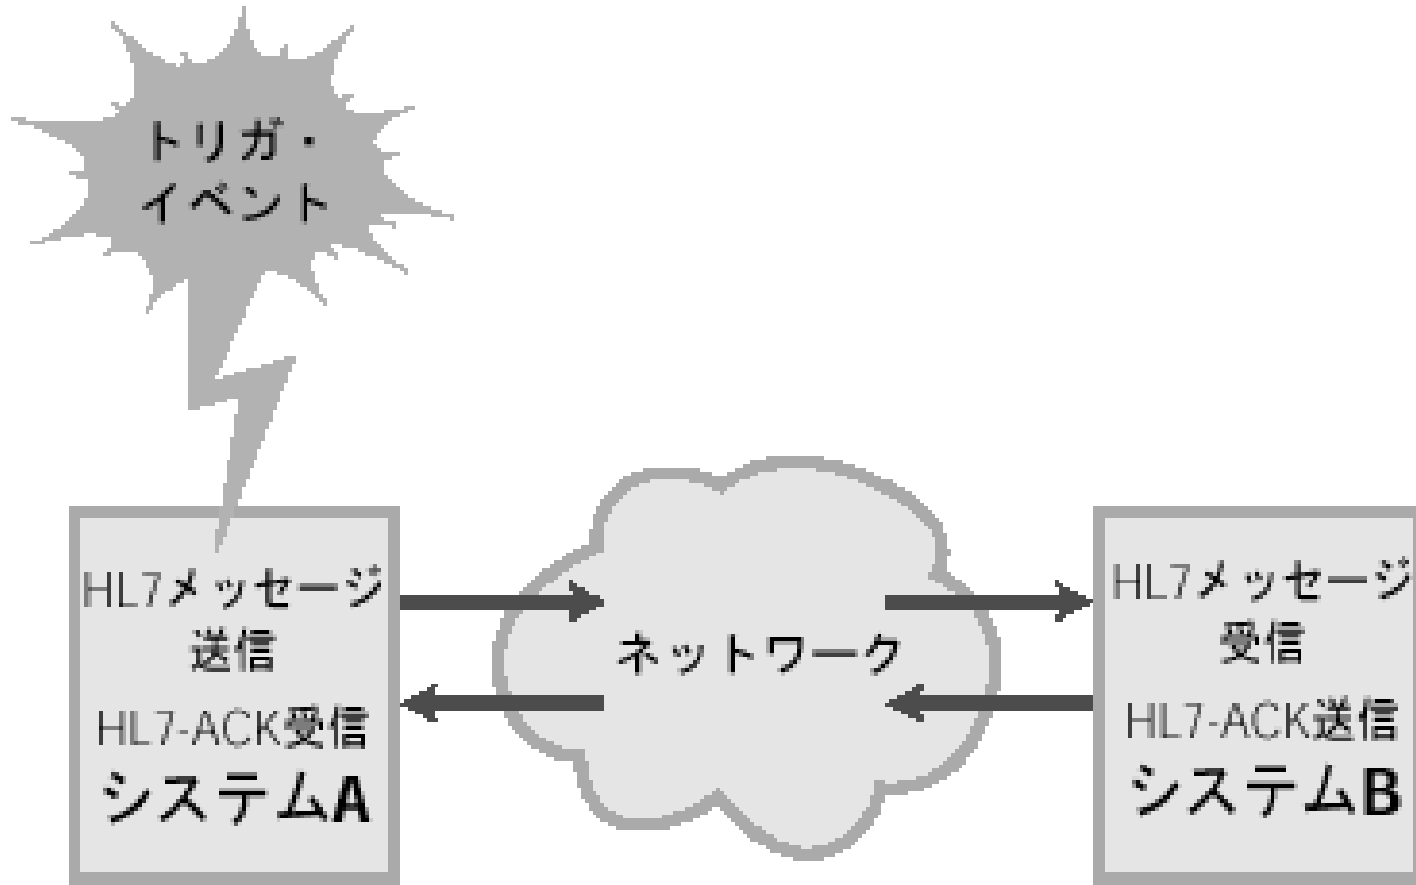 トリガ・
イベント
HL7メッセージ
送信
HL7-ACK受信
システムA
ネットワーク
HL7メッセージ
受信
HL7-ACK送信
システムB